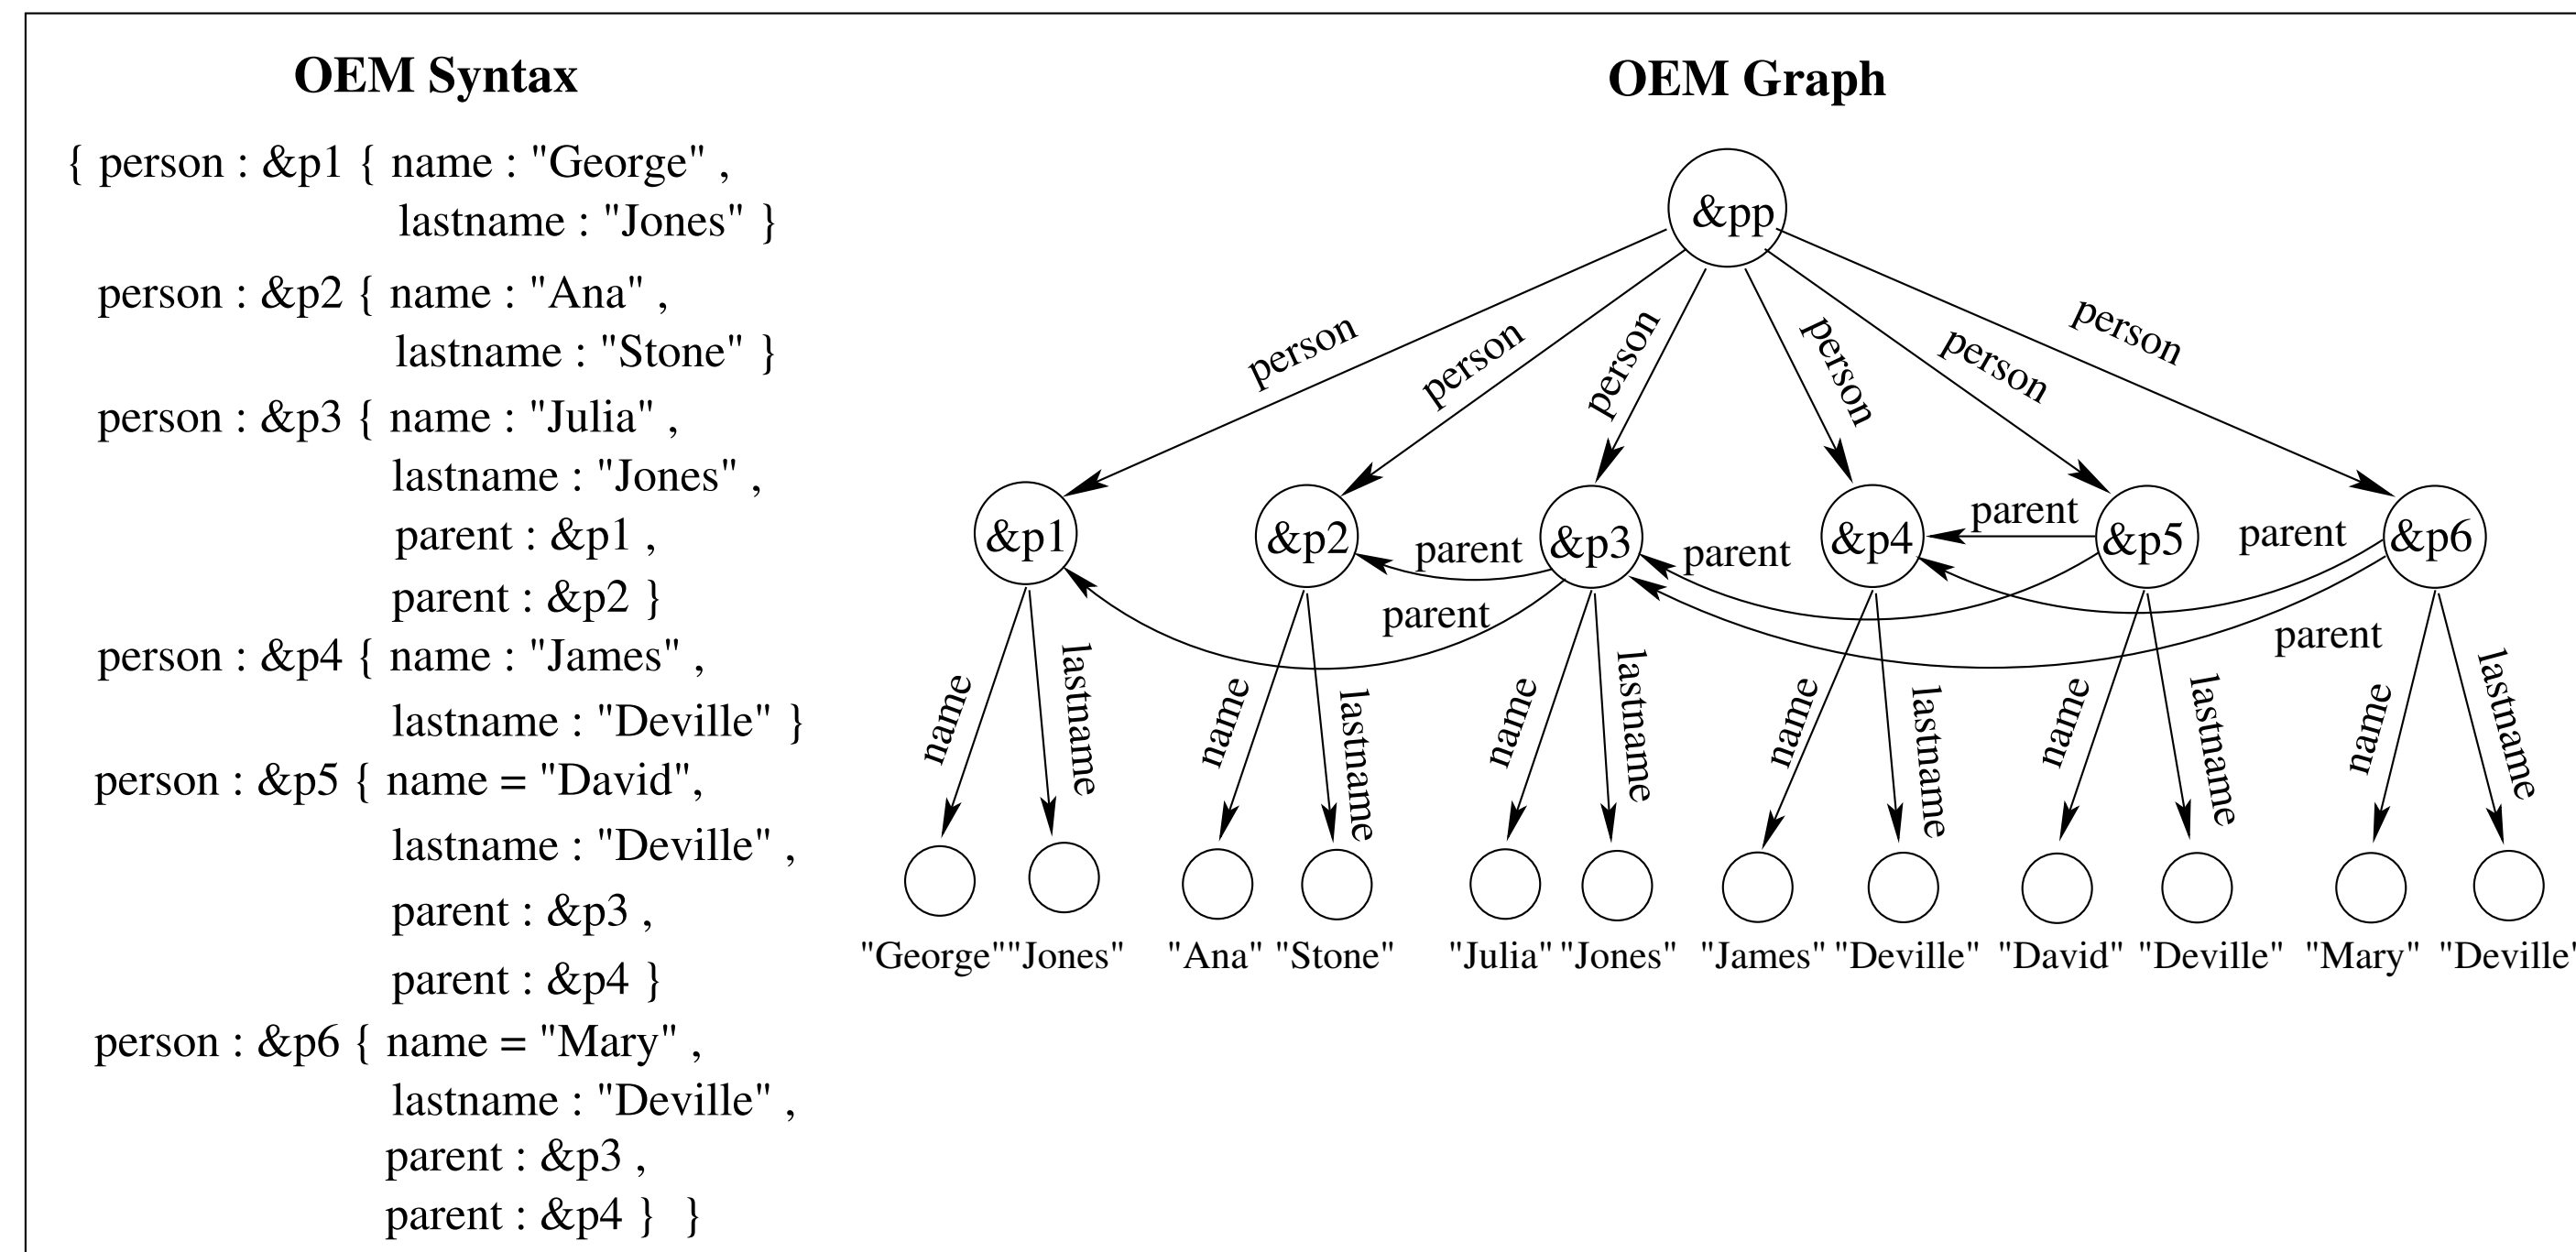 OEM Syntax
{ person : &p1 { name : "George" ,
lastname : "Jones" }
person : &p2 { name : "Ana" ,
lastname : "Stone" }
person : &p3 { name : "Julia" ,
lastname : "Jones" ,
parent : &p1 ,
parent : &p2 }
person : &p4 { name : "James" ,
lastname : "Deville" }
person : &p5 { name = "David",
lastname : "Deville" ,
parent : &p3 ,
parent : &p4 }
person : &p6 { name = "Mary" ,
lastname : "Deville" ,
parent : &p3 ,
parent : &p4 } }
OEM Graph
&pp
person person person person person person
&p1 &p2 &p3 &p4 &p5 &p6
parent parent parent parent
parent parent
name lastname name lastname name lastname name lastname name lastname name lastname
"George" "Jones" "Ana" "Stone" "Julia" "Jones" "James" "Deville" "David" "Deville" "Mary" "Deville"